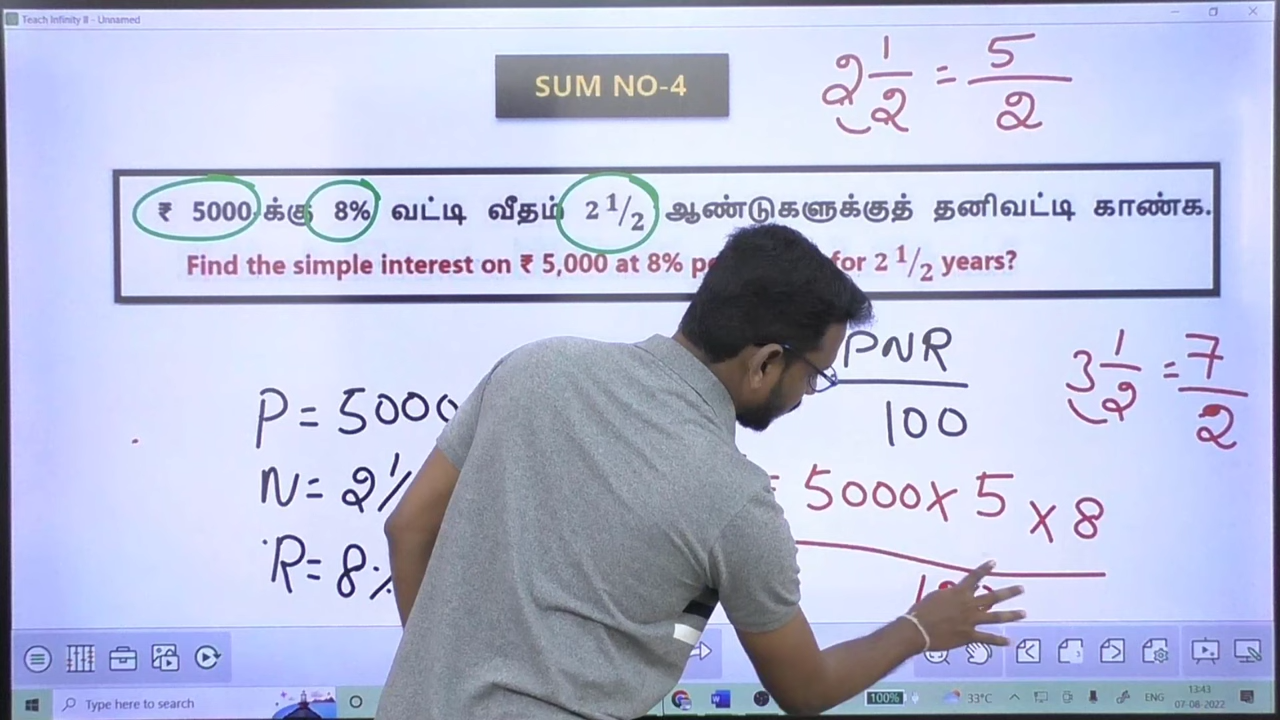 Teach Infinity II - Unnamed
SUM NO-4
2 1/2 = 5/2
₹ 5000 க்கு 8% வட்டி வீதம் 2 1/2 ஆண்டுகளுக்குத் தனிவட்டி காண்க.
Find the simple interest on ₹ 5,000 at 8% for 2 1/2 years?
PNR
100
3 1/2 = 7/2
P = 5000
N = 2 1/
R = 8%
5000 x 5 x 8
Type here to search
100%
33°C
ENG
13:43
07-08-2022